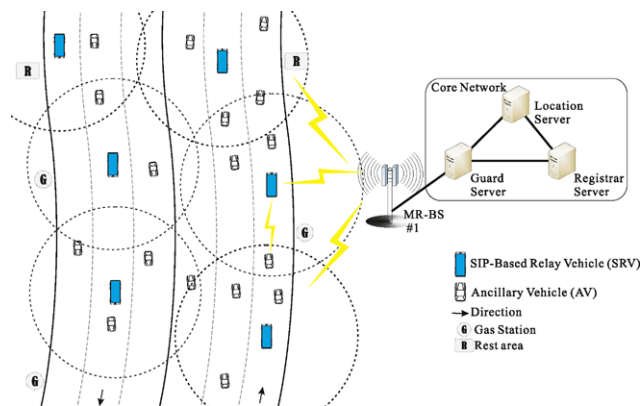 R
R
G
G
G
Core Network
Location
Server
Guard
Server
Registrar Server
MR-BS
#1
SIP-Based Relay Vehicle (SRV)
Ancillary Vehicle (AV)
Direction
G Gas Station
R Rest area